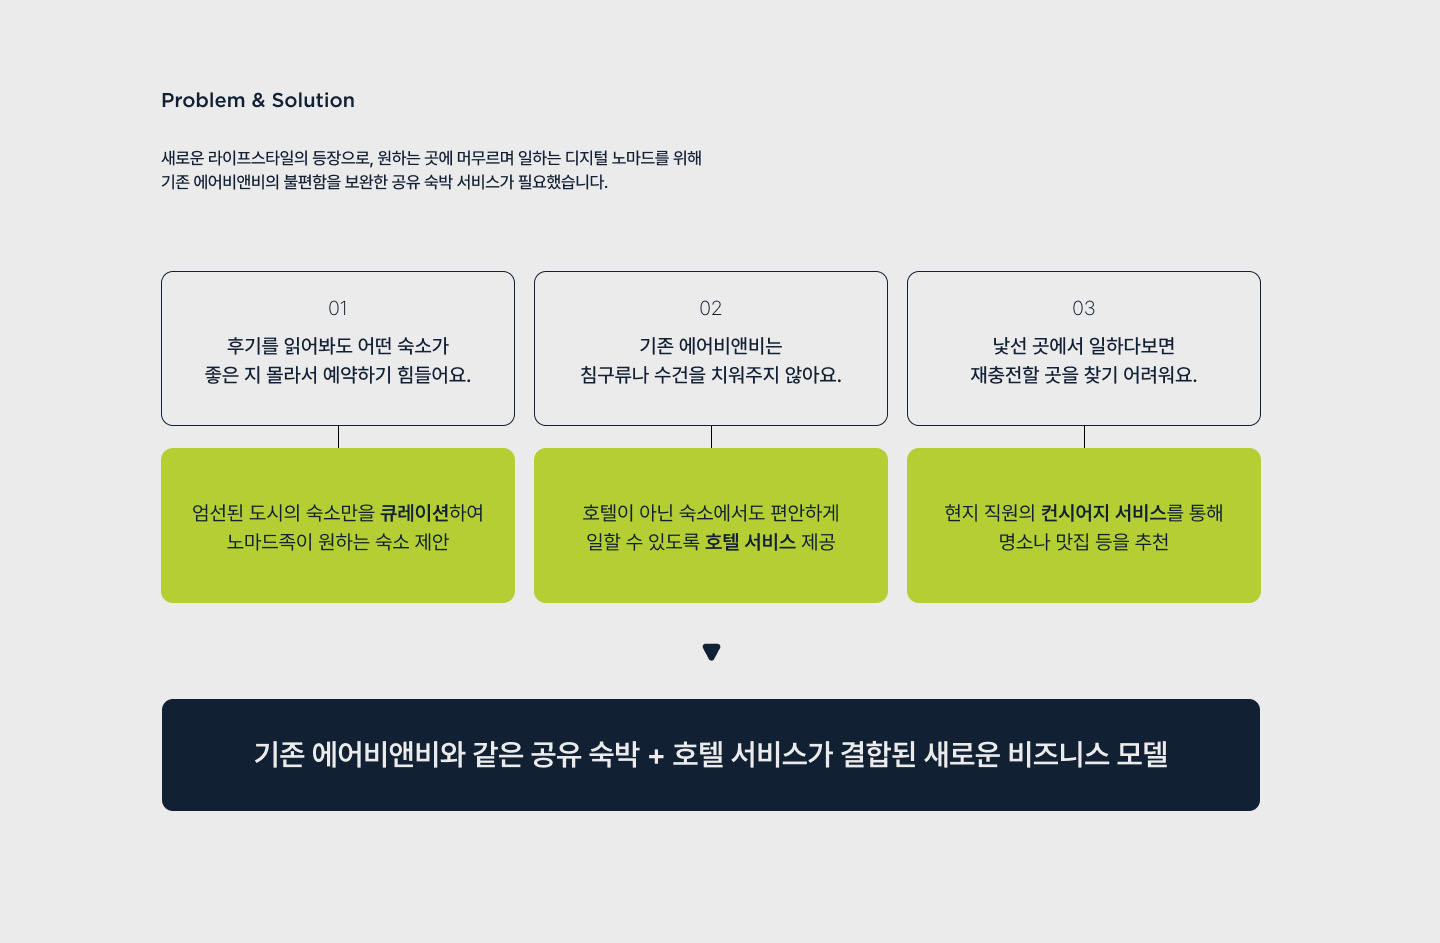 Problem & Solution
새로운 라이프스타일의 등장으로, 원하는 곳에 머무르며 일하는 디지털 노마드를 위해
기존 에어비앤비의 불편함을 보완한 공유 숙박 서비스가 필요했습니다.
01
후기를 읽어봐도 어떤 숙소가
좋은 지 몰라서 예약하기 힘들어요.
엄선된 도시의 숙소만을 큐레이션하여
노마드족이 원하는 숙소 제안
02
기존 에어비앤비는
침구류나 수건을 치워주지 않아요.
호텔이 아닌 숙소에서도 편안하게
일할 수 있도록 호텔 서비스 제공
03
낯선 곳에서 일하다보면
재충전할 곳을 찾기 어려워요.
현지 직원의 컨시어지 서비스를 통해
명소나 맛집 등을 추천
기존 에어비앤비와 같은 공유 숙박 + 호텔 서비스가 결합된 새로운 비즈니스 모델